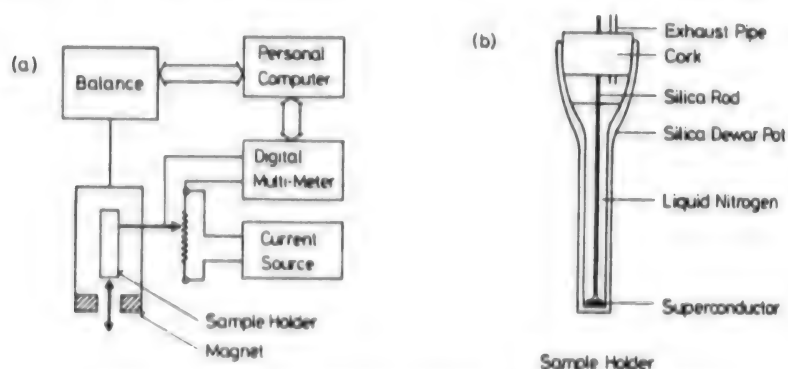 (a)
Balance
Personal
Computer
Digital
Multi-Meter
Current
Source
Sample Holder
Magnet
(b)
Exhaust Pipe
Cork
Silica Rod
Silica Dewar Pot
Liquid Nitrogen
Superconductor
Sample Holder